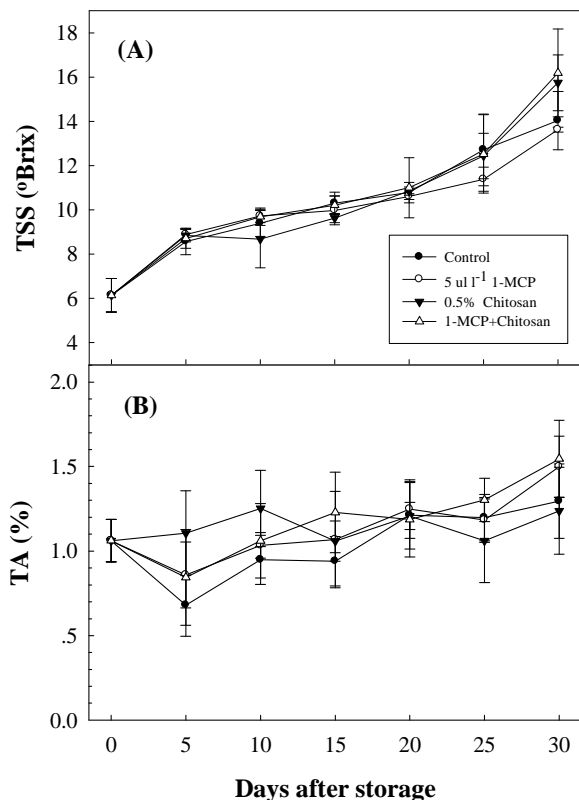 18
(A)
16
14
12
10
8
6
4
TSS (ºBrix)
Control
5 ul l⁻¹ 1-MCP
0.5% Chitosan
1-MCP+Chitosan
2.0
(B)
1.5
1.0
.5
0.0
TA (%)
0 5 10 15 20 25 30
Days after storage